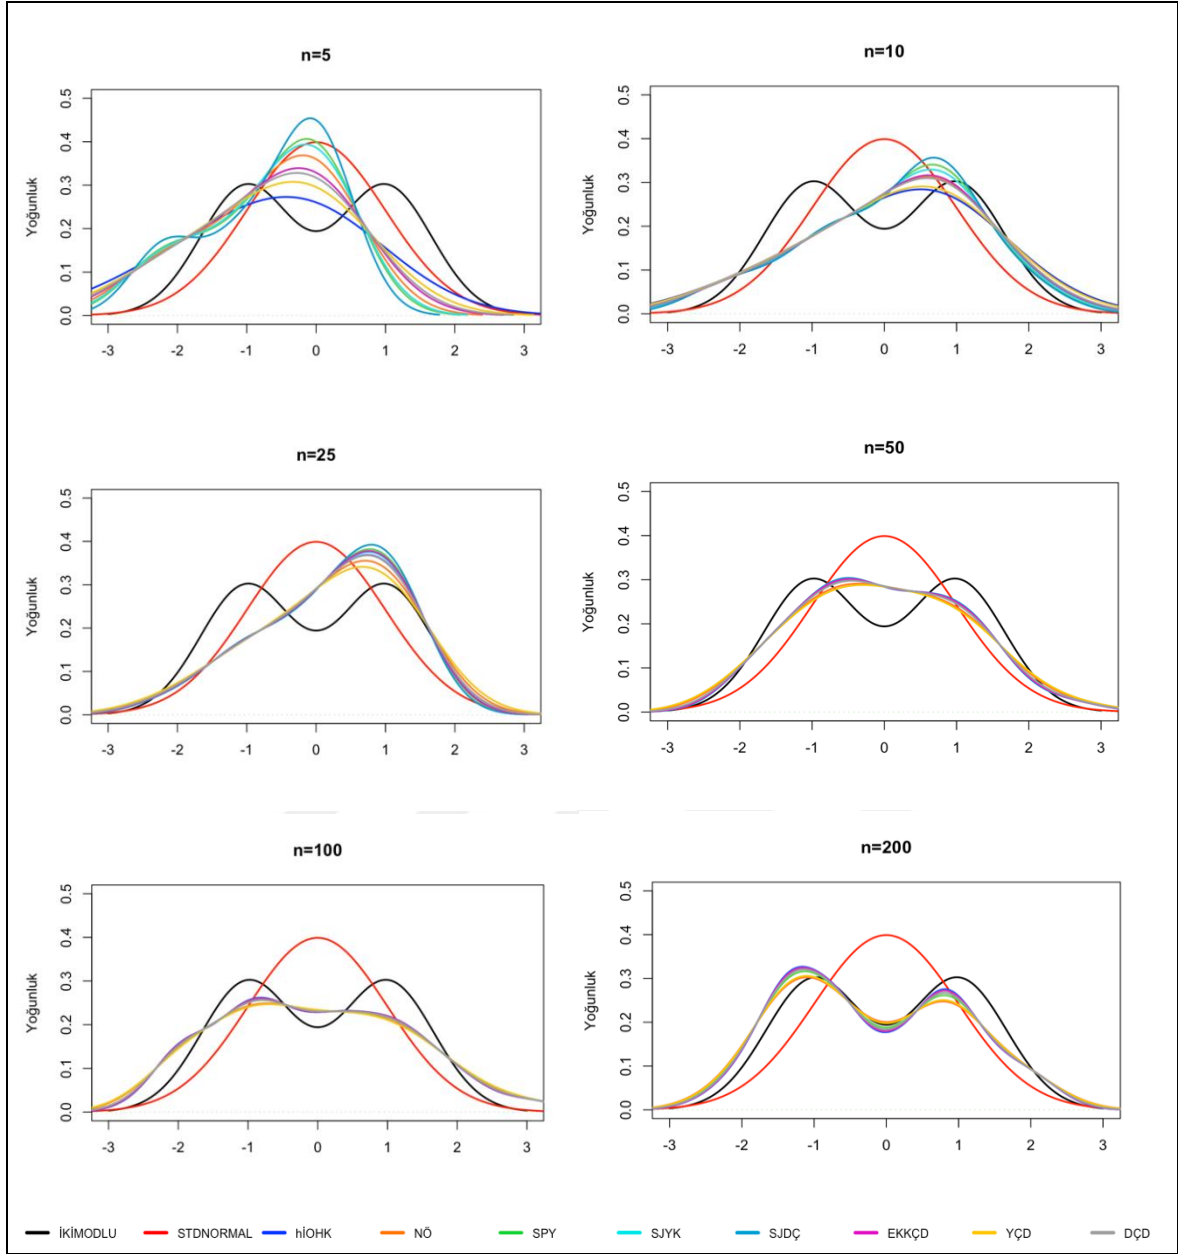 n=5
n=10
Yoğunluk
0.0 0.1 0.2 0.3 0.4 0.5
-3 -2 -1 0 1 2 3
Yoğunluk
0.0 0.1 0.2 0.3 0.4 0.5
-3 -2 -1 0 1 2 3
n=25
n=50
Yoğunluk
0.0 0.1 0.2 0.3 0.4 0.5
-3 -2 -1 0 1 2 3
Yoğunluk
0.0 0.1 0.2 0.3 0.4 0.5
-3 -2 -1 0 1 2 3
n=100
n=200
Yoğunluk
0.0 0.1 0.2 0.3 0.4 0.5
-3 -2 -1 0 1 2 3
Yoğunluk
0.0 0.1 0.2 0.3 0.4 0.5
-3 -2 -1 0 1 2 3
İKİMODLU STDNORMAL hİOHK NÖ SPY SJYK SJDÇ EKKÇD YÇD DÇD